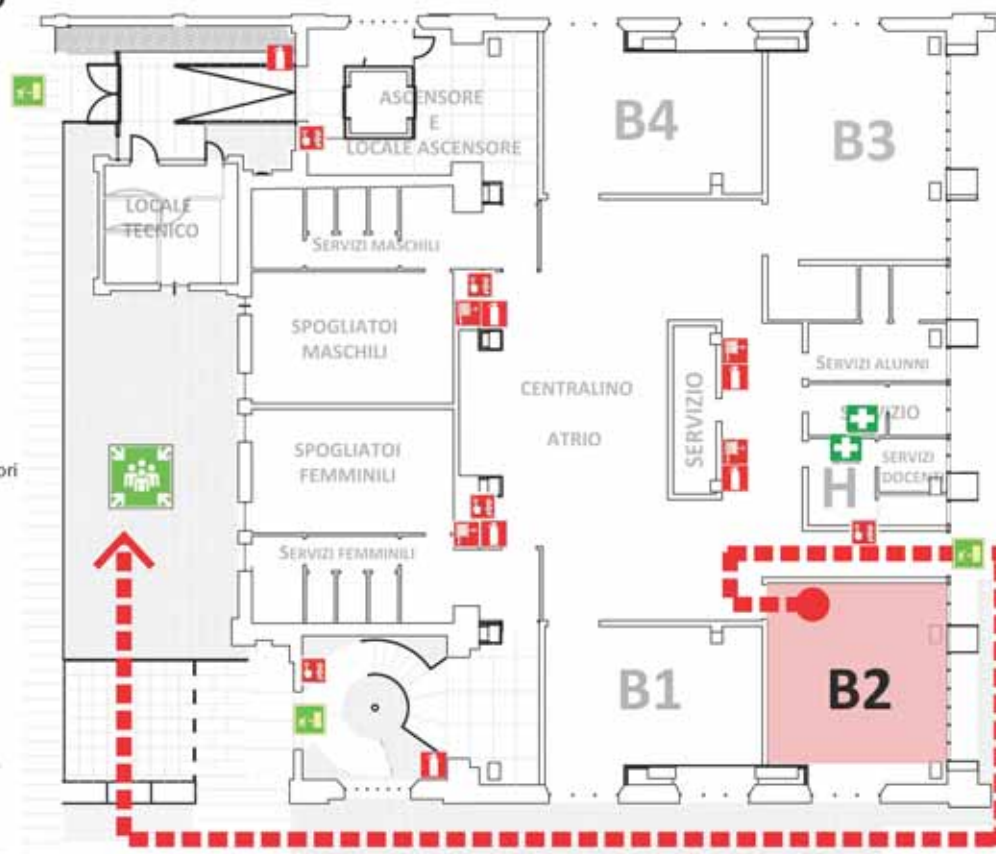 ASCENSORE
E
LOCALE ASCENSORE
B4
B3
LOCALE
TECNICO
SERVIZI MASCHILI
SPOGLIATOI
MASCHILI
CENTRALINO
ATRIO
SERVIZIO
SERVIZI ALUNNI
SPOGLIATOI
FEMMINILI
SERVIZI
H
ori
SERVIZI FEMMINILI
B1
B2